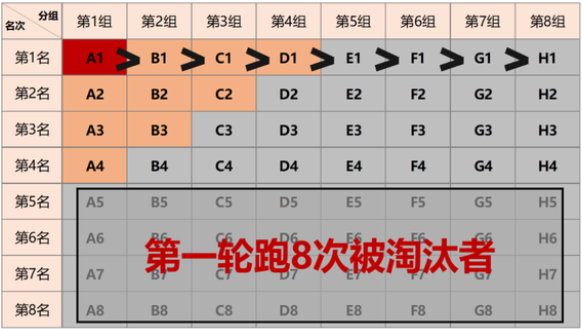 分组
名次
第1组 第2组 第3组 第4组 第5组 第6组 第7组 第8组
第1名 A1 > B1 > C1 > D1 > E1 > F1 > G1 > H1
第2名 A2 B2 C2 D2 E2 F2 G2 H2
第3名 A3 B3 C3 D3 E3 F3 G3 H3
第4名 A4 B4 C4 D4 E4 F4 G4 H4
第5名 A5 B5 C5 D5 E5 F5 G5 H5
第6名 A6 B6 C6 D6 E6 F6 G6 H6
第一轮跑8次被淘汰者
第7名 A7 B7 C7 D7 E7 F7 G7 H7
第8名 A8 B8 C8 D8 E8 F8 G8 H8